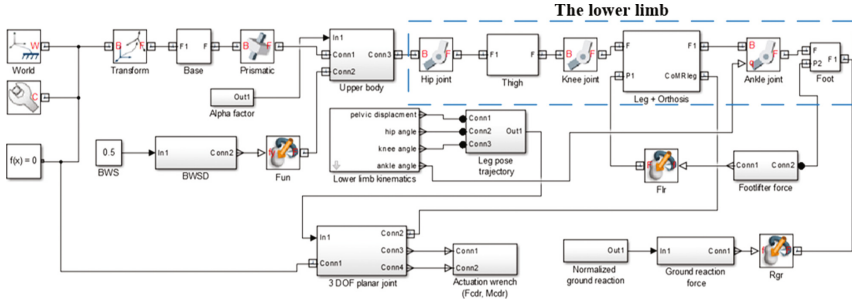 The lower limb
W
World
B F
Transform
F1 F
Base
B F
Prismatic
In1
Conn1 Conn3
Conn2
Upper body
B F
Hip joint
F1 F
Thigh
B F
Knee joint
F F1
P1 CoMRleg
Leg + Orthosis
B F
Ankle joint
F
P2 F1
Foot
C
Out1
Alpha factor
f(x) = 0
0.5
BWS
In1 Conn2
BWSD
Fun
pelvic displacment
hip angle
knee angle
ankle angle
Lower limb kinematics
Conn1
Conn2 Out1
Conn3
Leg pose
trajectory
Flr
Conn1 Conn2
Footlifter force
In1 Conn2
Conn3
Conn1 Conn4
3 DOF planar joint
Conn1
Conn2
Actuation wrench
(Fcdr, Mcdr)
Out1
Normalized
ground reaction
In1 Conn1
Ground reaction
force
Rgr